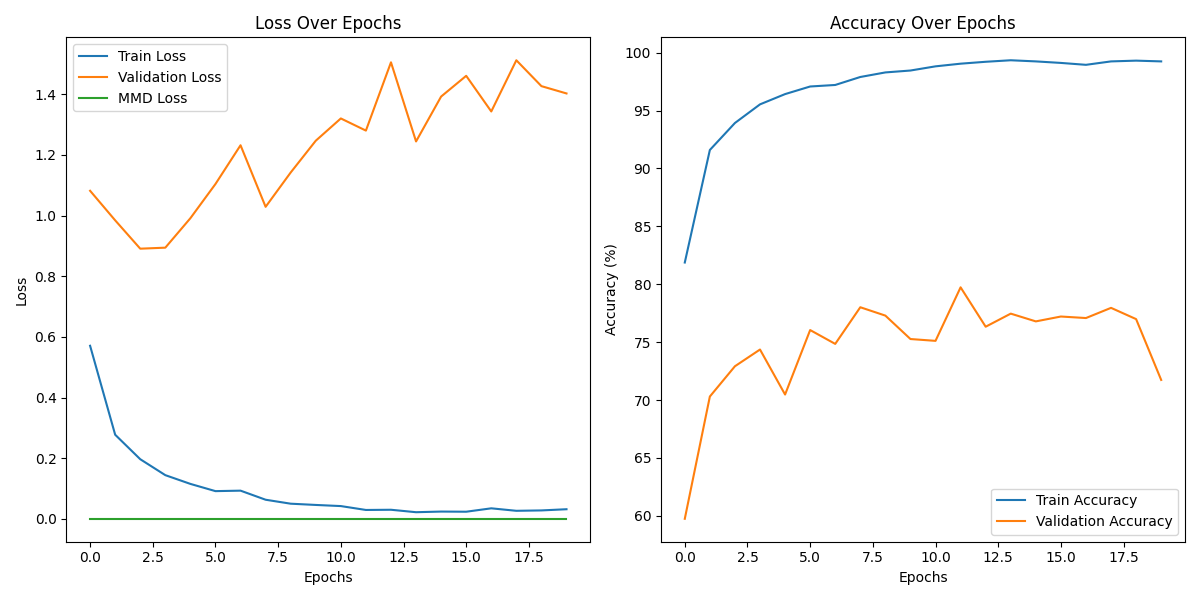 Loss Over Epochs
Train Loss
Validation Loss
MMD Loss
Loss
1.4
1.2
1.0
0.8
0.6
0.4
0.2
0.0
0.0 2.5 5.0 7.5 10.0 12.5 15.0 17.5
Epochs
Accuracy Over Epochs
Accuracy (%)
100
95
90
85
80
75
70
65
60
Train Accuracy
Validation Accuracy
0.0 2.5 5.0 7.5 10.0 12.5 15.0 17.5
Epochs